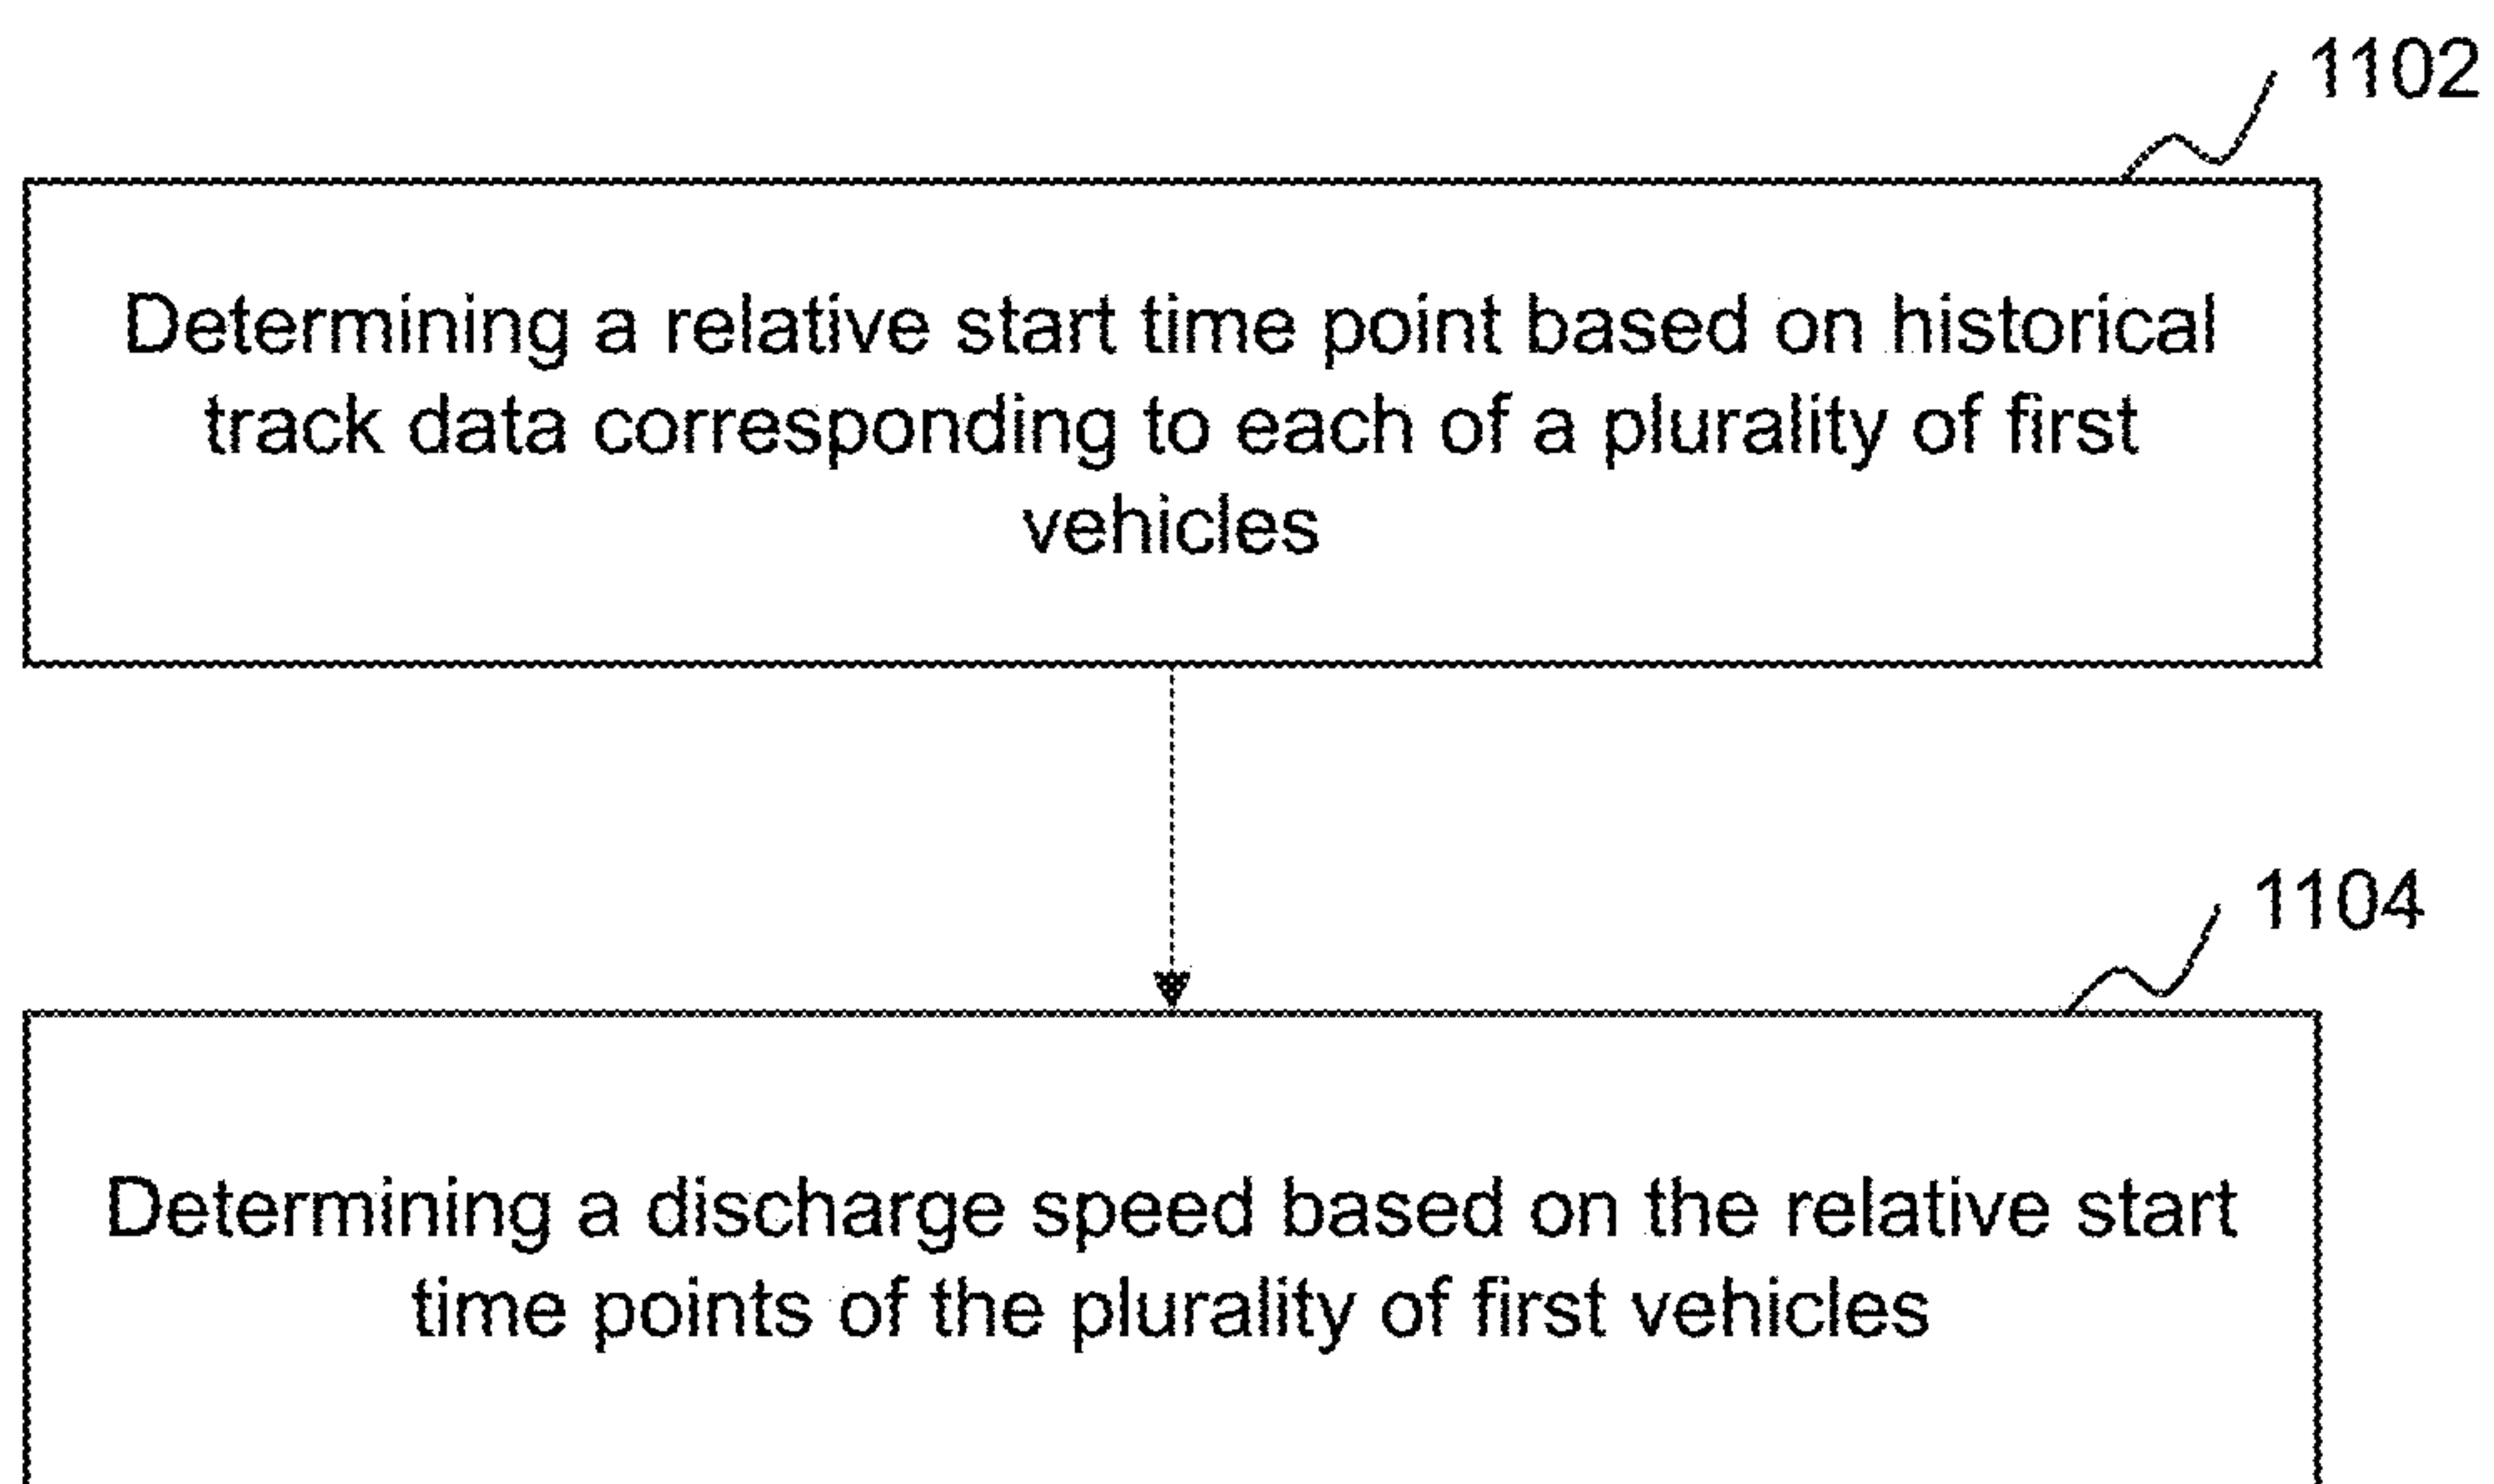 1102
Determining a relative start time point based on historical
track data corresponding to each of a plurality of first
vehicles
1104
Determining a discharge speed based on the relative start
time points of the plurality of first vehicles